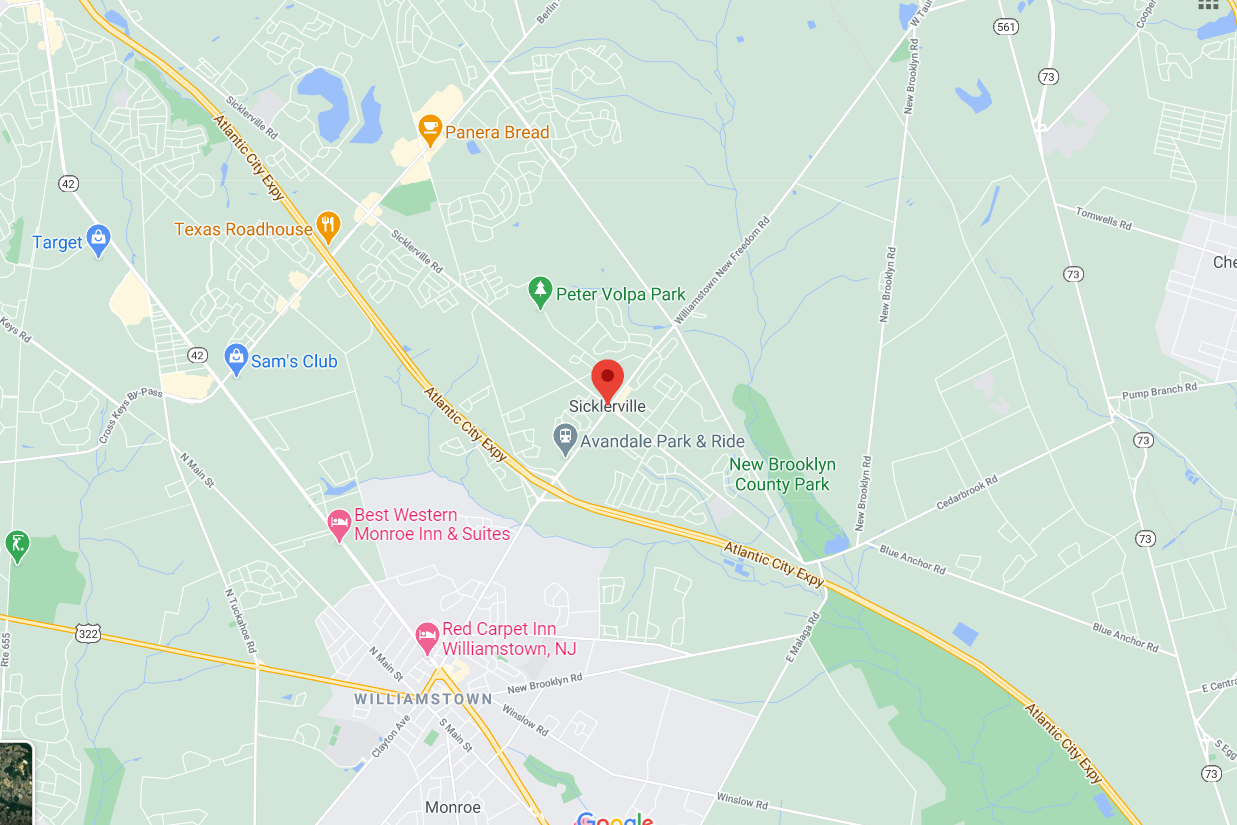 Berlin
W Tau
Cooper
561
73
New Brooklyn Rd
Sicklerville Rd
Atlantic City Expy
Panera Bread
42
Tomwells Rd
Texas Roadhouse
Target
Sicklerville Rd
Williamstown New Freedom Rd
New Brooklyn Rd
73
Che
Peter Volpa Park
Keys Rd
42
Sam's Club
Cross Keys By-Pass
Atlantic City Expy
Sicklerville
Pump Branch Rd
Avandale Park & Ride
73
N Main St
New Brooklyn
County Park
New Brooklyn Rd
Cedarbrook Rd
Best Western
Monroe Inn & Suites
73
Atlantic City Expy
Blue Anchor Rd
N Tuckahoe Rd
322
Rte 655
Red Carpet Inn
Williamstown, NJ
E Malaga Rd
Blue Anchor Rd
N Main St
New Brooklyn Rd
E Centra
WILLIAMSTOWN
Winslow Rd
Clayton Ave
S Main St
Atlantic City Expy
S Egg
73
Monroe
Winslow Rd
Google